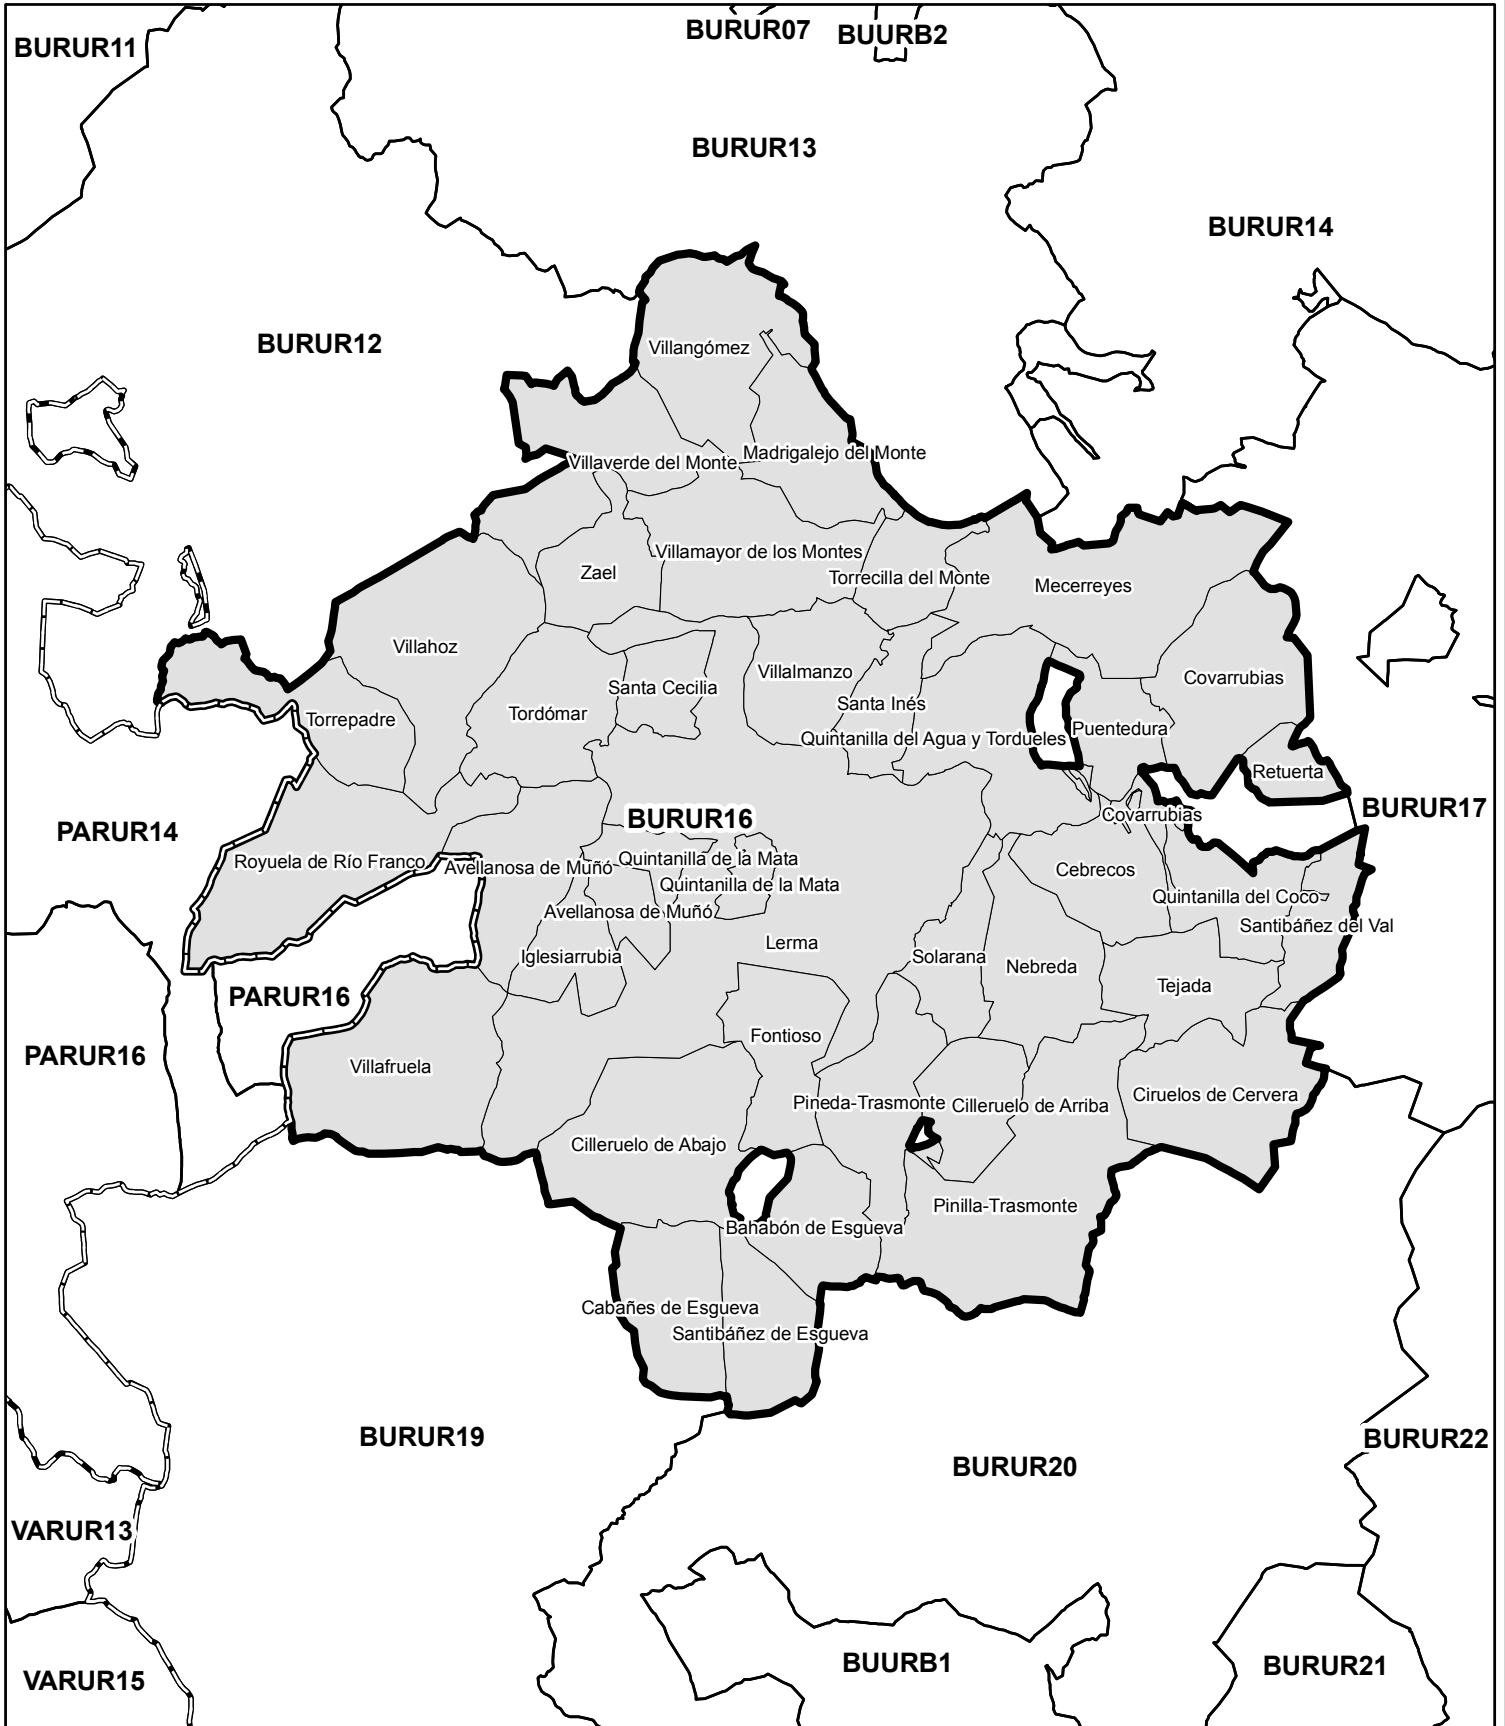 BURUR07
BUURB2
BURUR11
BURUR13
BURUR14
BURUR12
Villangómez
Madrigalejo del Monte
Villaverde del Monte
Villamayor de los Montes
Zael
Torrecilla del Monte
Mecerreyes
Villahoz
Villalmanzo
Covarrubias
Santa Cecilia
Santa Inés
Tordómar
Torrepadre
Puentedura
Quintanilla del Agua y Tordueles
Retuerta
BURUR17
Covarrubias
BURUR16
PARUR14
Quintanilla de la Mata
Royuela de Río Franco
Avellanosa de Muñó
Cebrecos
Quintanilla de la Mata
Quintanilla del Coco
Avellanosa de Muñó
Santibáñez del Val
Lerma
Iglesiarrubia
Solarana
Nebreda
Tejada
PARUR16
Fontioso
PARUR16
Villafruela
Ciruelos de Cervera
Pineda-Trasmonte
Cilleruelo de Arriba
Cilleruelo de Abajo
Pinilla-Trasmonte
Bahabón de Esgueva
Cabañes de Esgueva
Santibáñez de Esgueva
BURUR19
BURUR22
BURUR20
VARUR13
BUURB1
BURUR21
VARUR15